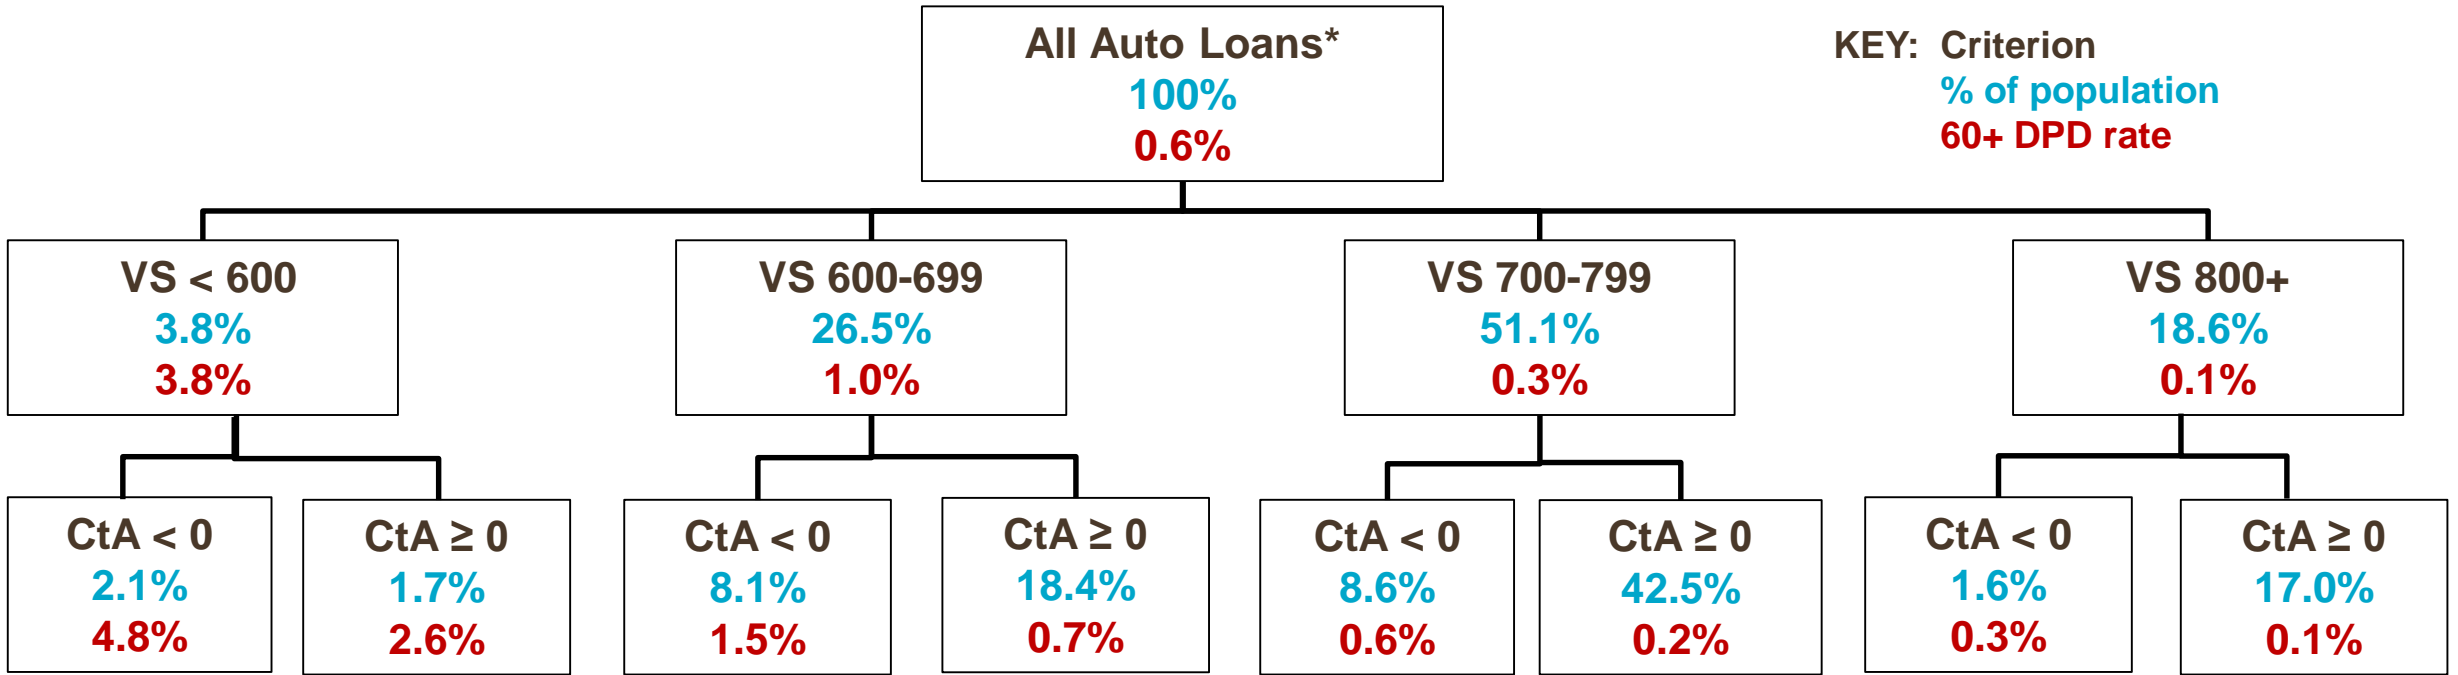 All Auto Loans*
100%
0.6%
KEY: Criterion
% of population
60+ DPD rate
VS < 600
3.8%
3.8%
VS 600-699
26.5%
1.0%
VS 700-799
51.1%
0.3%
VS 800+
18.6%
0.1%
CtA < 0
2.1%
4.8%
CtA ≥ 0
1.7%
2.6%
CtA < 0
8.1%
1.5%
CtA ≥ 0
18.4%
0.7%
CtA < 0
8.6%
0.6%
CtA ≥ 0
42.5%
0.2%
CtA < 0
1.6%
0.3%
CtA ≥ 0
17.0%
0.1%